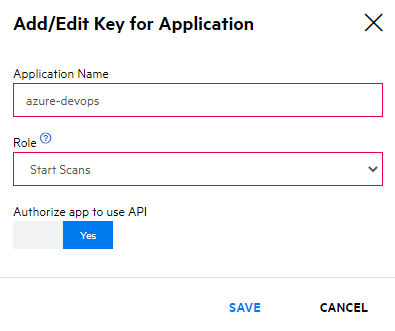 Add/Edit Key for Application
Application Name
azure-devops
Role ?
Start Scans
Authorize app to use API
Yes
SAVE CANCEL